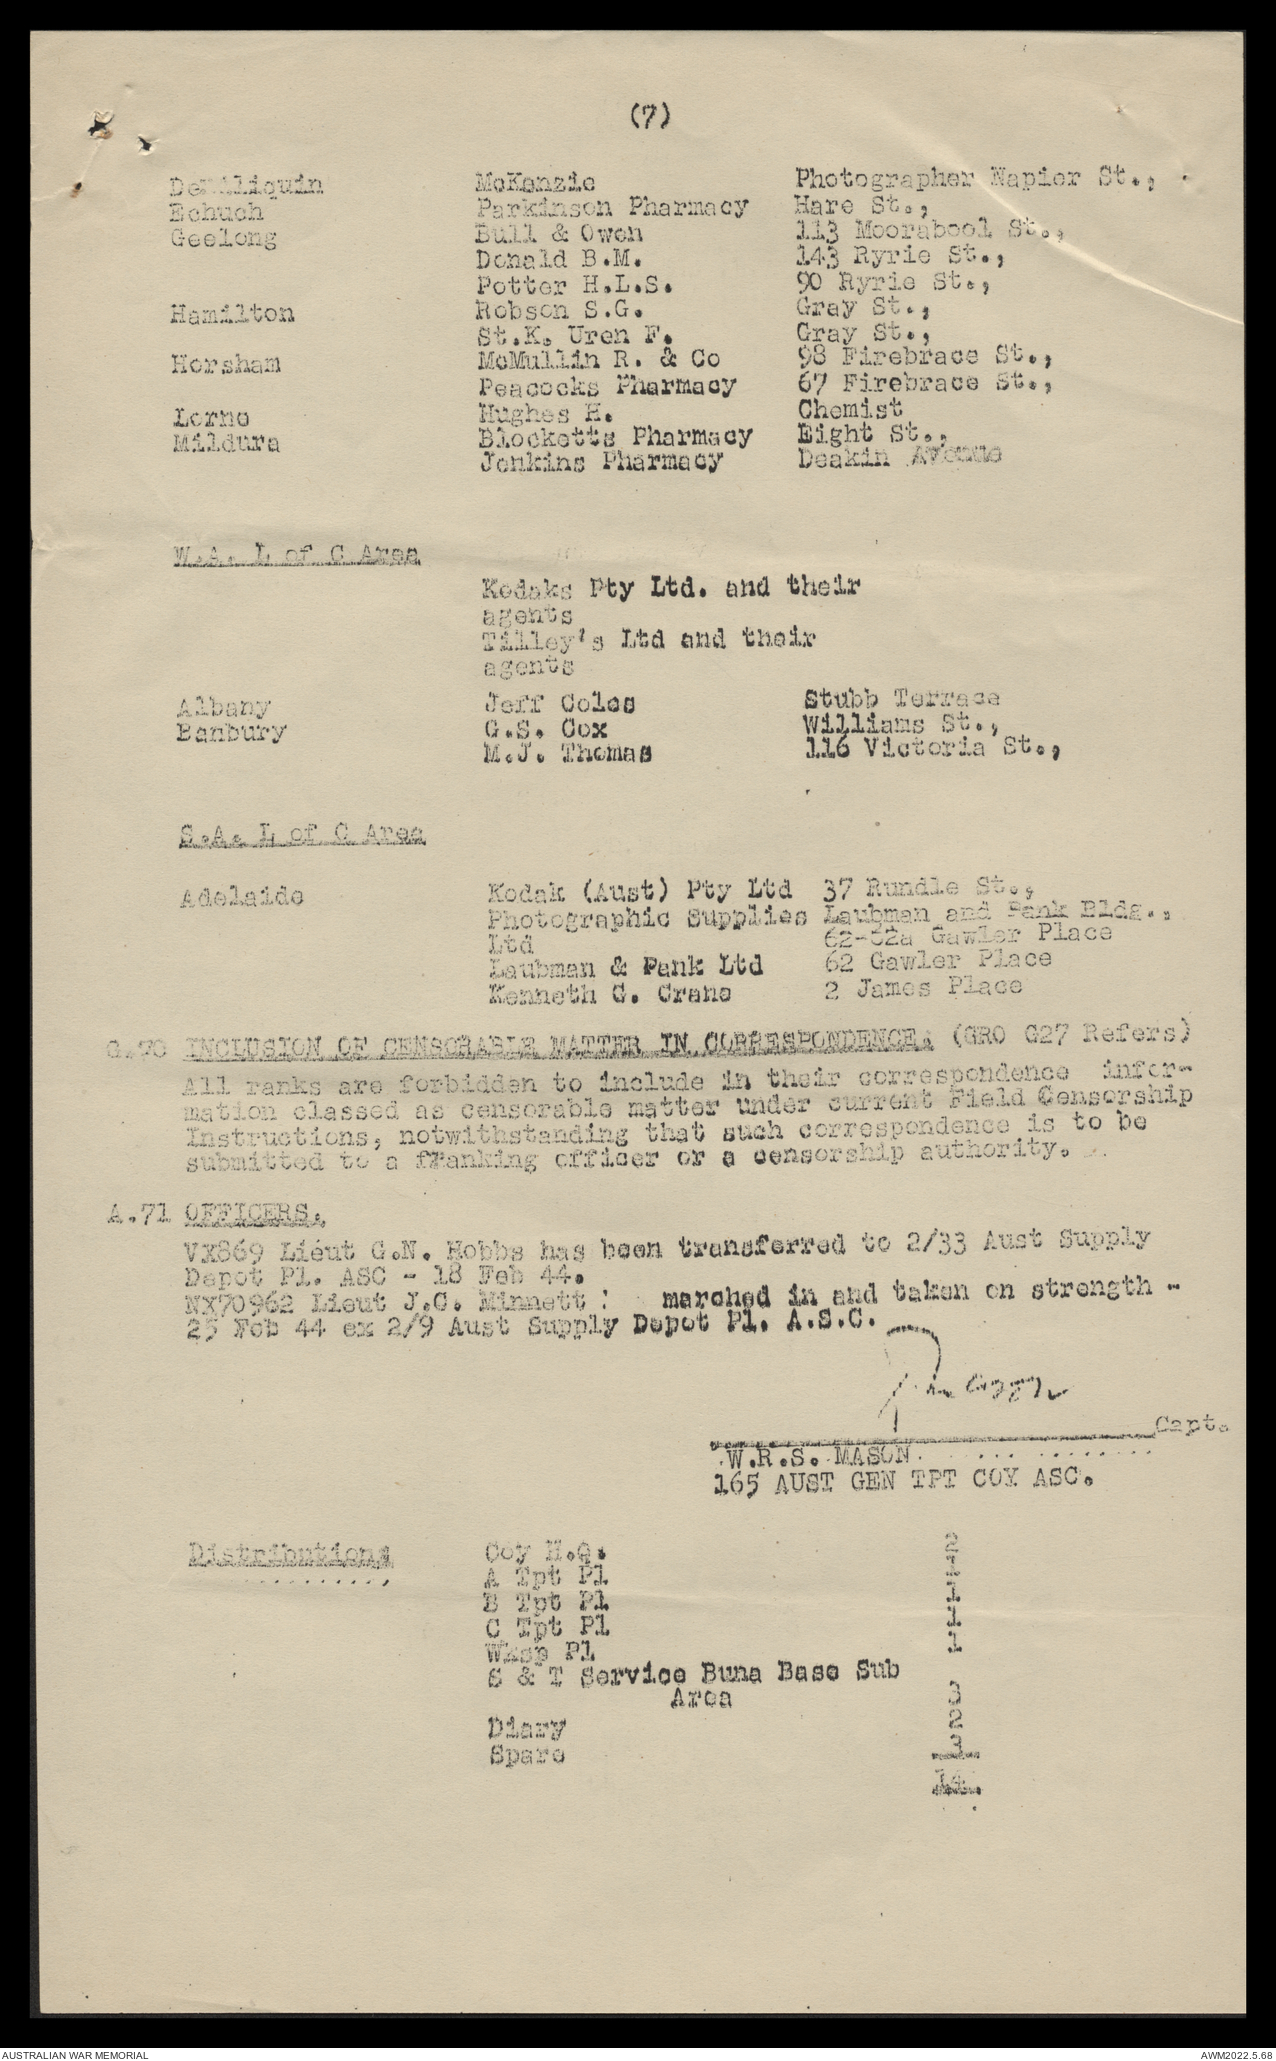 (7)
Deniliquin McKenzie Photographer Napier St.,
Echuch Parkinson Pharmacy Hare St.,
Geelong Bull & Owen 113 Moorabool St.,
Donald B.M. 143 Ryrie St.,
Potter H.L.S. 90 Ryrie St.,
Hamilton Robson S.G. Gray St.,
St.K. Uren F. Gray St.,
Horsham McMullin R. & Co 98 Firebrace St.,
Peacocks Pharmacy 67 Firebrace St.,
Lorne Hughes H. Chemist
Mildura Blocketts Pharmacy Eight St.,
Jenkins Pharmacy Deakin Avenue
W.A. L of C Area
Kodaks Pty Ltd. and their
agents
Tilley's Ltd and their
agents
Albany Jeff Coles Stubb Terrace
Banbury G.S. Cox Williams St.,
M.J. Thomas 116 Victoria St.,
S.A. L of C Area
Adelaide Kodak (Aust) Pty Ltd 37 Rundle St.,
Photographic Supplies Laubman and Pank Bldg.,
Ltd 62-62a Gawler Place
Laubman & Pank Ltd 62 Gawler Place
Kenneth G. Crane 2 James Place
G.70 INCLUSION OF CENSORABLE MATTER IN CORRESPONDENCE. (GRO G27 Refers)
All ranks are forbidden to include in their correspondence infor-
mation classed as censorable matter under current Field Censorship
Instructions, notwithstanding that such correspondence is to be
submitted to a franking officer or a censorship authority.
A.71 OFFICERS.
VX869 Lieut G.N. Hobbs has been transferred to 2/33 Aust Supply
Depot Pl. ASC - 18 Feb 44.
NX70962 Lieut J.C. Minnett : marched in and taken on strength -
25 Feb 44 ex 2/9 Aust Supply Depot Pl. A.S.C.
Capt.
W.R.S. MASON
165 AUST GEN TPT COY ASC.
Distribution; Coy H.Q. 2
A Tpt Pl 1
B Tpt Pl 1
C Tpt Pl 1
Wksp Pl 1
S & T Service Buna Base Sub
Area 3
Diary 2
Spare 3
14.
AUSTRALIAN WAR MEMORIAL AWM2022.5.68